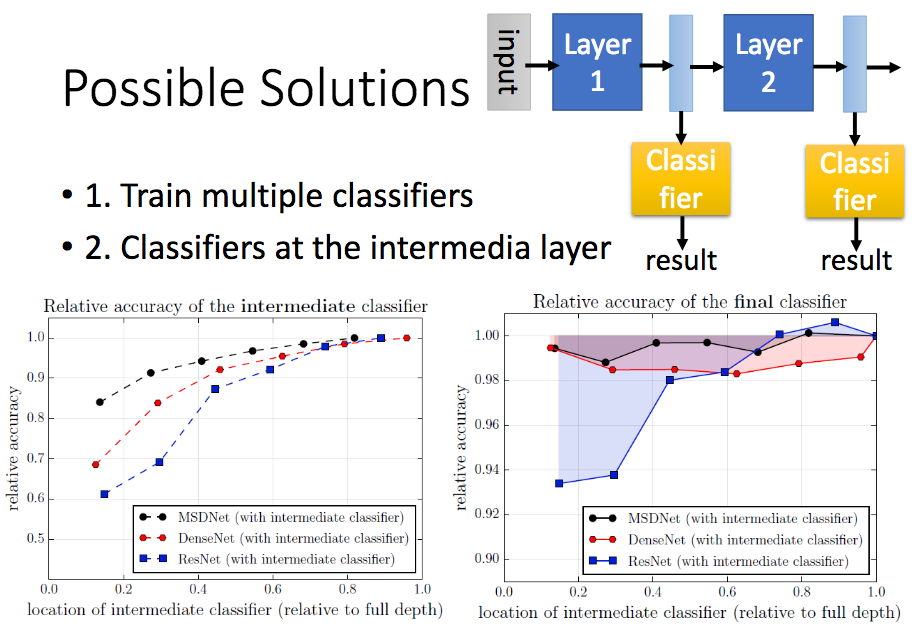 Possible Solutions
input
Layer
1
Layer
2
Classi
fier
Classi
fier
result
result
• 1. Train multiple classifiers
• 2. Classifiers at the intermedia layer
Relative accuracy of the intermediate classifier
relative accuracy
1.0
0.9
0.8
0.7
0.6
0.5
0.0 0.2 0.4 0.6 0.8 1.0
location of intermediate classifier (relative to full depth)
MSDNet (with intermediate classifier)
DenseNet (with intermediate classifier)
ResNet (with intermediate classifier)
Relative accuracy of the final classifier
relative accuracy
1.00
0.98
0.96
0.94
0.92
0.90
0.0 0.2 0.4 0.6 0.8 1.0
location of intermediate classifier (relative to full depth)
MSDNet (with intermediate classifier)
DenseNet (with intermediate classifier)
ResNet (with intermediate classifier)